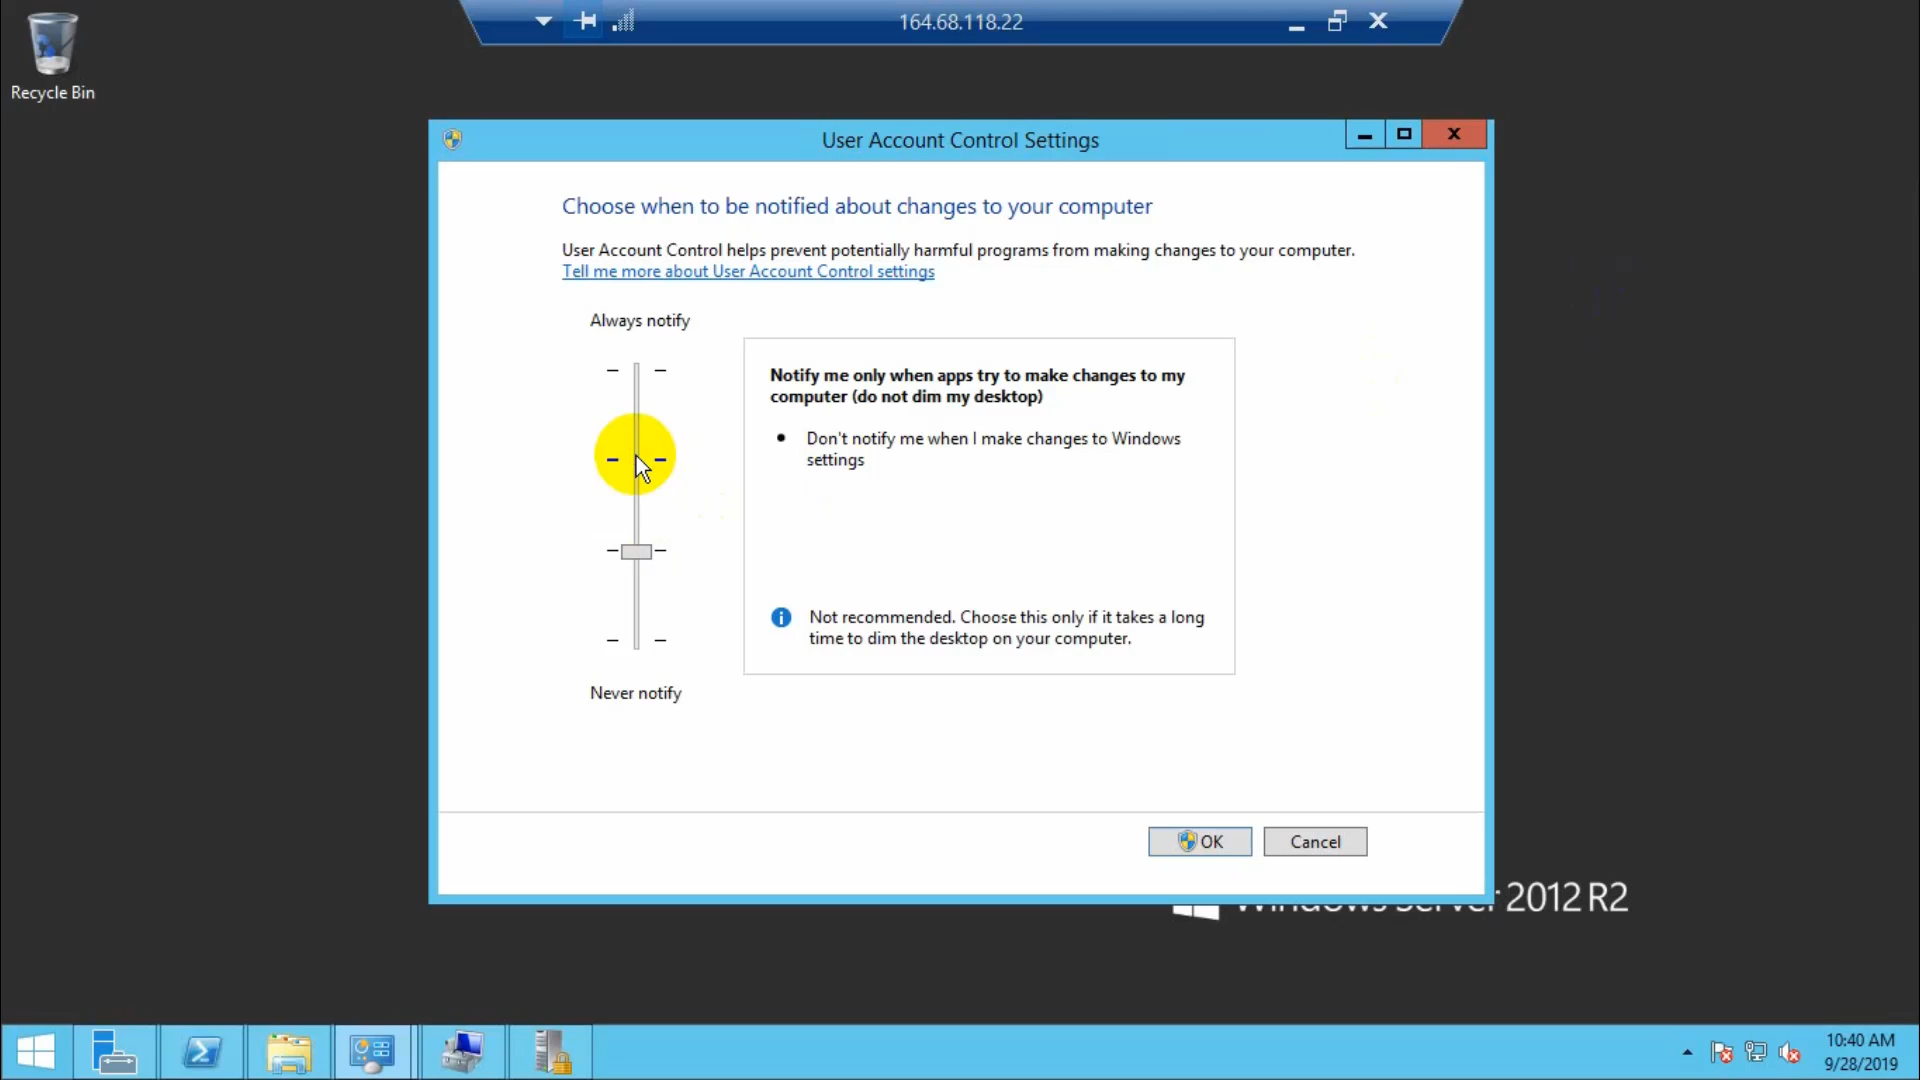 164.68.118.22
Recycle Bin
User Account Control Settings
Choose when to be notified about changes to your computer
User Account Control helps prevent potentially harmful programs from making changes to your computer.
Tell me more about User Account Control settings
Always notify
Notify me only when apps try to make changes to my
computer (do not dim my desktop)
Don't notify me when I make changes to Windows
settings
Not recommended. Choose this only if it takes a long
time to dim the desktop on your computer.
Never notify
OK
Cancel
Windows Server 2012 R2
10:40 AM
9/28/2019